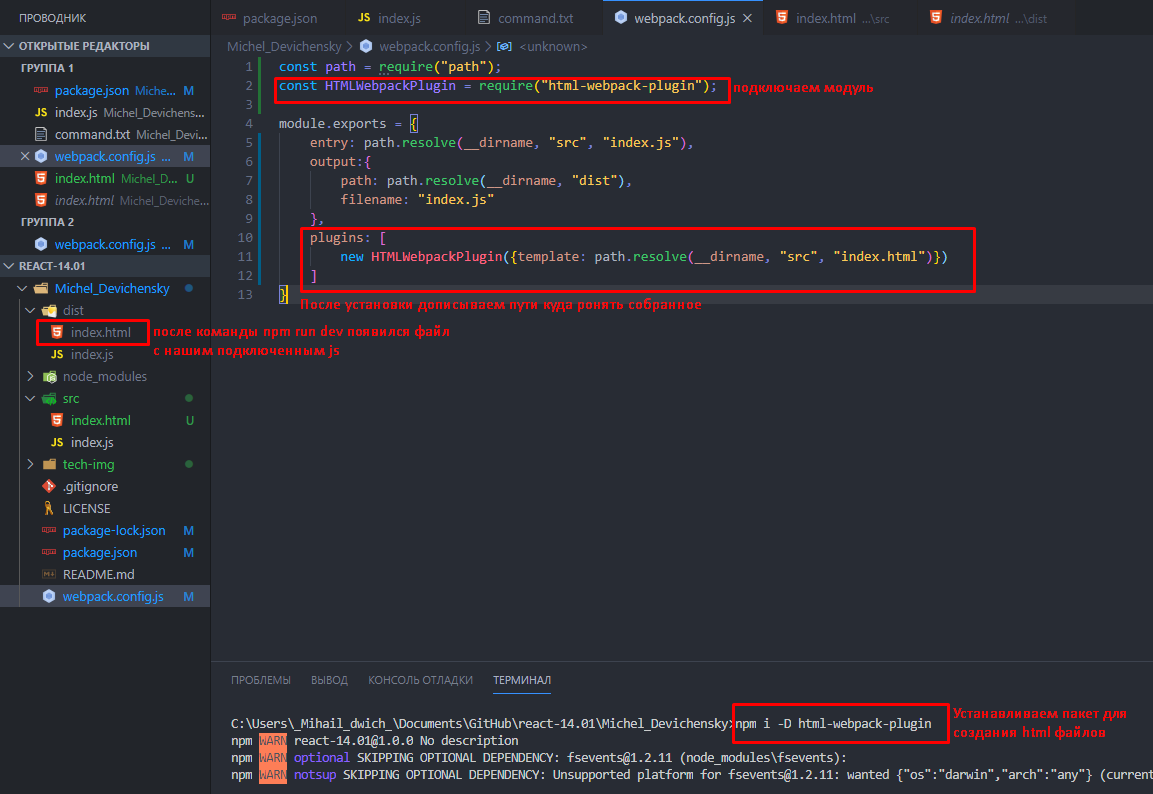 ПРОВОДНИК
package.json
JS index.js
command.txt
webpack.config.js
index.html ...\src
index.html ...\dist
ОТКРЫТЫЕ РЕДАКТОРЫ
ГРУППА 1
package.json Miche... M
JS index.js Michel_Devichens...
command.txt Michel_Devi...
webpack.config.js ... M
index.html Michel_D... U
index.html Michel_Deviche...
ГРУППА 2
webpack.config.js ... M
REACT-14.01
Michel_Devichensky
dist
index.html
JS index.js
node_modules
src
index.html U
JS index.js
tech-img
.gitignore
LICENSE
package-lock.json M
package.json M
README.md
webpack.config.js M
Michel_Devichensky > webpack.config.js > <unknown>
1 const path = require("path");
2 const HTMLWebpackPlugin = require("html-webpack-plugin");
подключаем модуль
3
4 module.exports = {
5 entry: path.resolve(__dirname, "src", "index.js"),
6 output:{
7 path: path.resolve(__dirname, "dist"),
8 filename: "index.js"
9 },
10 plugins: [
11 new HTMLWebpackPlugin({template: path.resolve(__dirname, "src", "index.html")})
12 ]
13 }
После установки дописываем пути куда ронять собранное
после команды npm run dev появился файл
с нашим подключенным js
ПРОБЛЕМЫ
ВЫВОД
КОНСОЛЬ ОТЛАДКИ
ТЕРМИНАЛ
C:\Users\_Mihail_dwich_\Documents\GitHub\react-14.01\Michel_Devichensky>npm i -D html-webpack-plugin
Устанавливаем пакет для
создания html файлов
npm WARN react-14.01@1.0.0 No description
npm WARN optional SKIPPING OPTIONAL DEPENDENCY: fsevents@1.2.11 (node_modules\fsevents):
npm WARN notsup SKIPPING OPTIONAL DEPENDENCY: Unsupported platform for fsevents@1.2.11: wanted {"os":"darwin","arch":"any"} (current